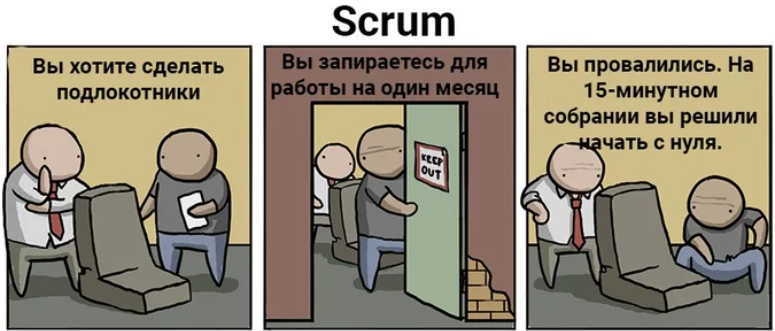 Scrum
Вы хотите сделать
подлокотники
Вы запираетесь для
работы на один месяц
KEEP
OUT
Вы провалились. На
15-минутном
собрании вы решили
начать с нуля.